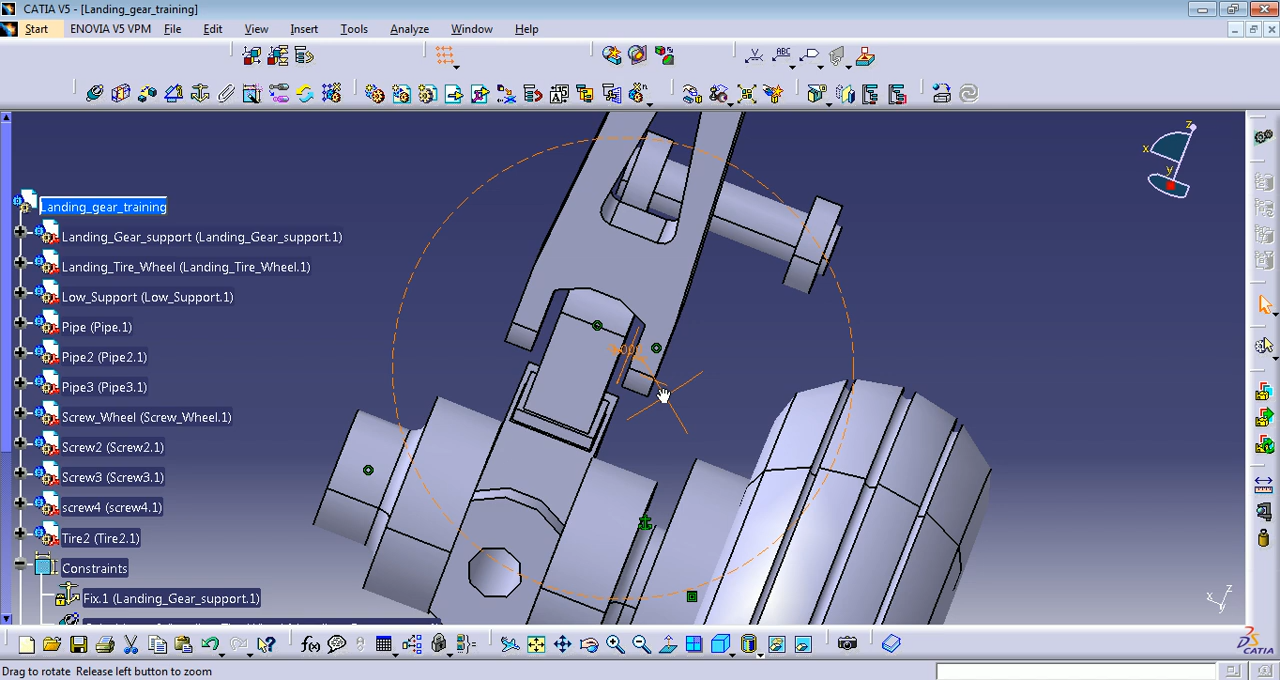 CATIA V5 - [Landing_gear_training]
Start ENOVIA V5 VPM File Edit View Insert Tools Analyze Window Help
ABC
z
x
y
Landing_gear_training
Landing_Gear_support (Landing_Gear_support.1)
Landing_Tire_Wheel (Landing_Tire_Wheel.1)
Low_Support (Low_Support.1)
Pipe (Pipe.1)
Pipe2 (Pipe2.1)
Pipe3 (Pipe3.1)
Screw_Wheel (Screw_Wheel.1)
Screw2 (Screw2.1)
Screw3 (Screw3.1)
screw4 (screw4.1)
Tire2 (Tire2.1)
Constraints
Fix.1 (Landing_Gear_support.1)
x z
f(x)
CATIA
Drag to rotate Release left button to zoom